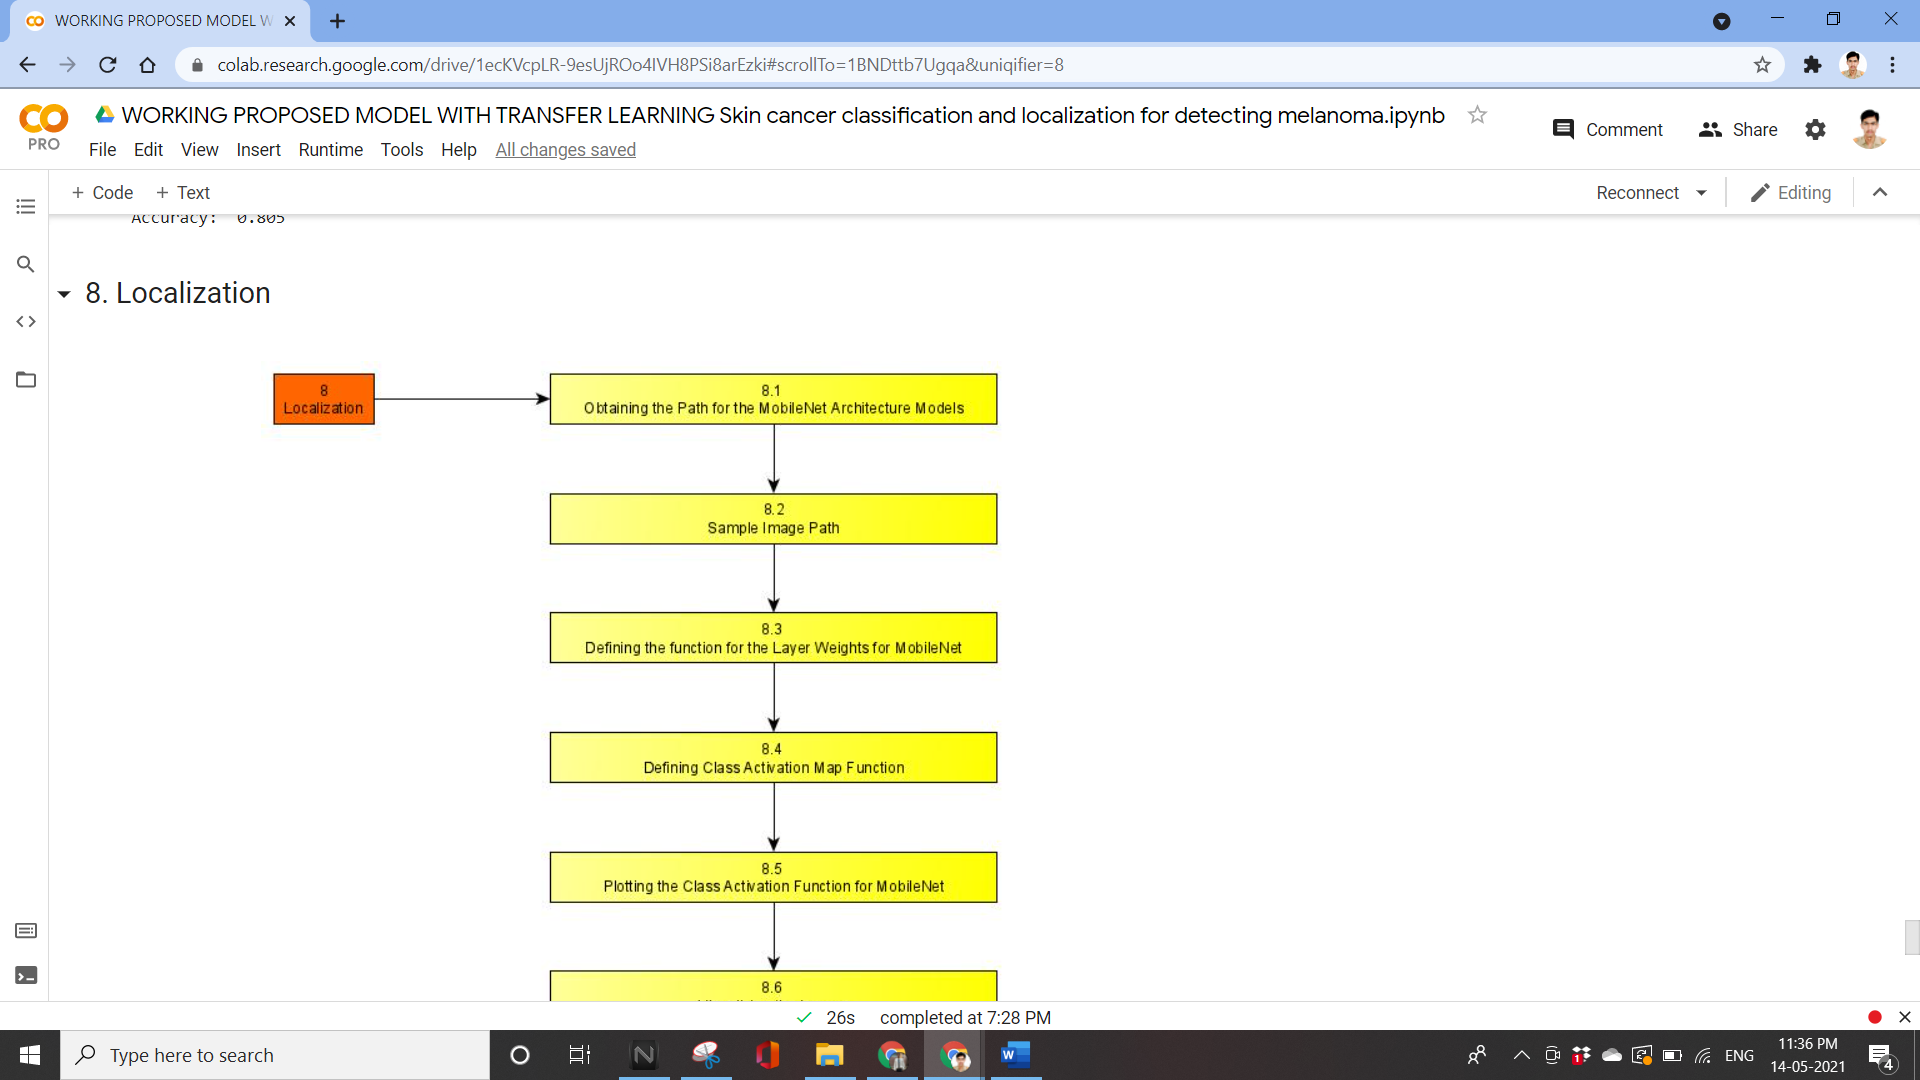 WORKING PROPOSED MODEL W
colab.research.google.com/drive/1ecKVcpLR-9esUjROo4IVH8PSi8arEzki#scrollTo=1BNDttb7Ugqa&uniqifier=8
CO
PRO
WORKING PROPOSED MODEL WITH TRANSFER LEARNING Skin cancer classification and localization for detecting melanoma.ipynb
Comment
Share
File Edit View Insert Runtime Tools Help All changes saved
+ Code + Text
Reconnect
Editing
Accuracy: 0.805
8. Localization
8
Localization
8.1
Obtaining the Path for the MobileNet Architecture Models
8.2
Sample Image Path
8.3
Defining the function for the Layer Weights for MobileNet
8.4
Defining Class Activation Map Function
8.5
Plotting the Class Activation Function for MobileNet
8.6
26s completed at 7:28 PM
Type here to search
ENG
11:36 PM
14-05-2021
4